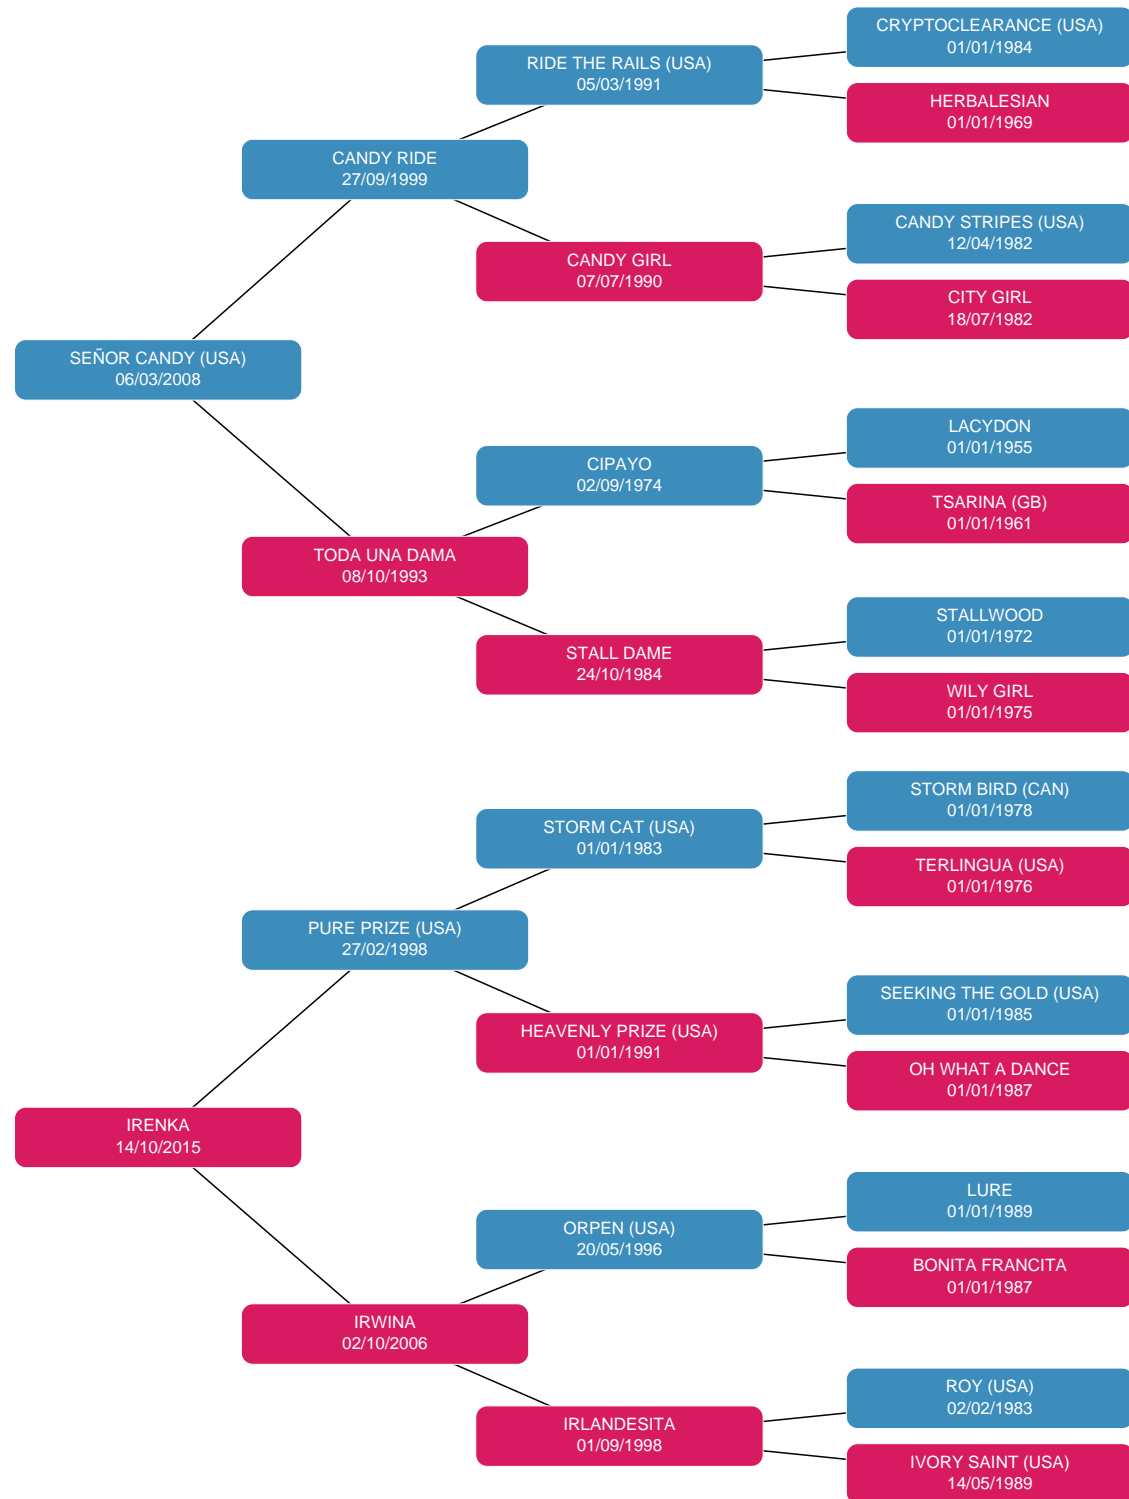 CRYPTOCLEARANCE (USA)
01/01/1984
RIDE THE RAILS (USA)
05/03/1991
HERBALESIAN
01/01/1969
CANDY RIDE
27/09/1999
CANDY STRIPES (USA)
12/04/1982
CANDY GIRL
07/07/1990
CITY GIRL
18/07/1982
SEÑOR CANDY (USA)
06/03/2008
LACYDON
01/01/1955
CIPAYO
02/09/1974
TSARINA (GB)
01/01/1961
TODA UNA DAMA
08/10/1993
STALLWOOD
01/01/1972
STALL DAME
24/10/1984
WILY GIRL
01/01/1975
STORM BIRD (CAN)
01/01/1978
STORM CAT (USA)
01/01/1983
TERLINGUA (USA)
01/01/1976
PURE PRIZE (USA)
27/02/1998
SEEKING THE GOLD (USA)
01/01/1985
HEAVENLY PRIZE (USA)
01/01/1991
OH WHAT A DANCE
01/01/1987
IRENKA
14/10/2015
LURE
01/01/1989
ORPEN (USA)
20/05/1996
BONITA FRANCITA
01/01/1987
IRWINA
02/10/2006
ROY (USA)
02/02/1983
IRLANDESITA
01/09/1998
IVORY SAINT (USA)
14/05/1989